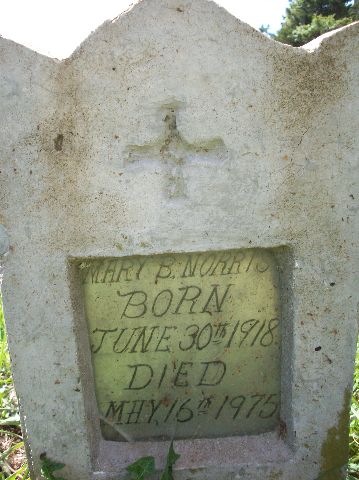 MARY B. NORRIS
BORN
JUNE 30th 1918.
DIED
MAY, 16th 1975